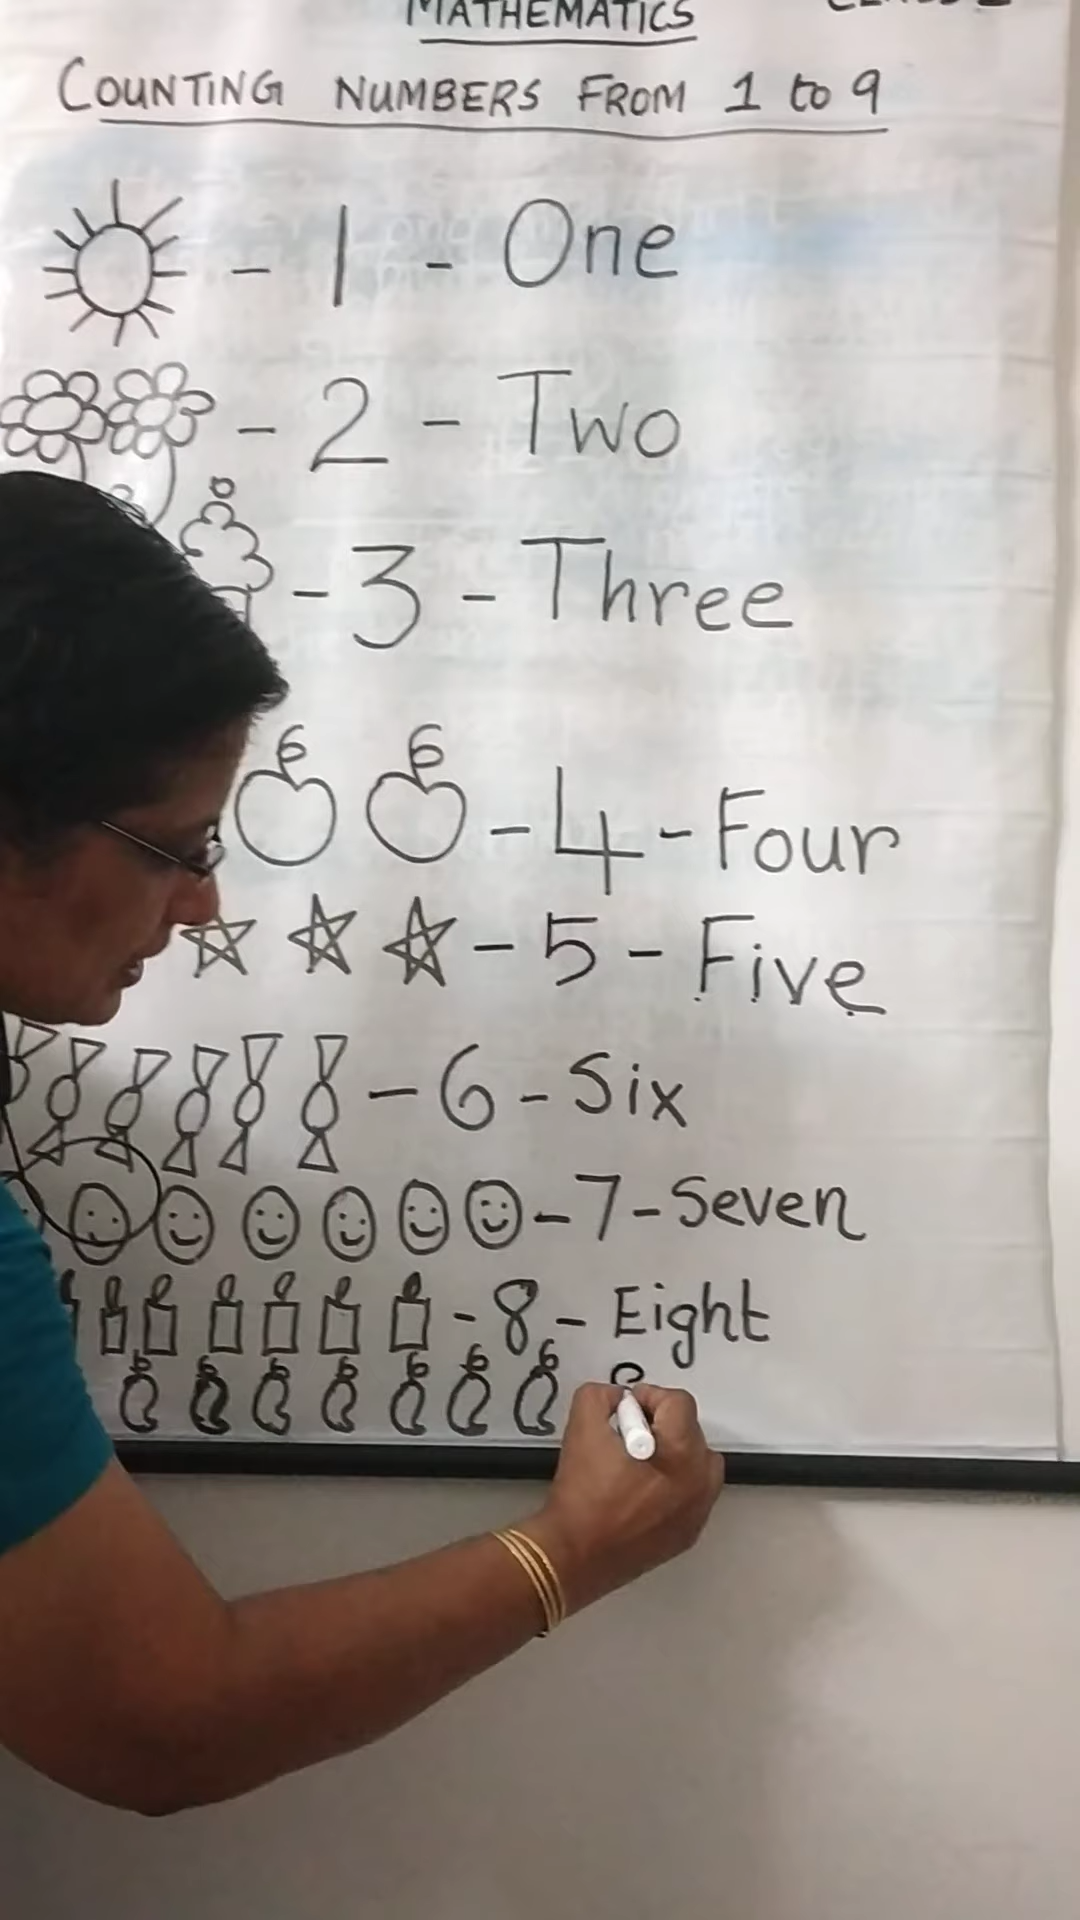 MATHEMATICS
COUNTING NUMBERS FROM 1 to 9
- 1 - One
- 2 - Two
- 3 - Three
- 4 - Four
- 5 - Five
- 6 - Six
- 7 - Seven
- 8 - Eight